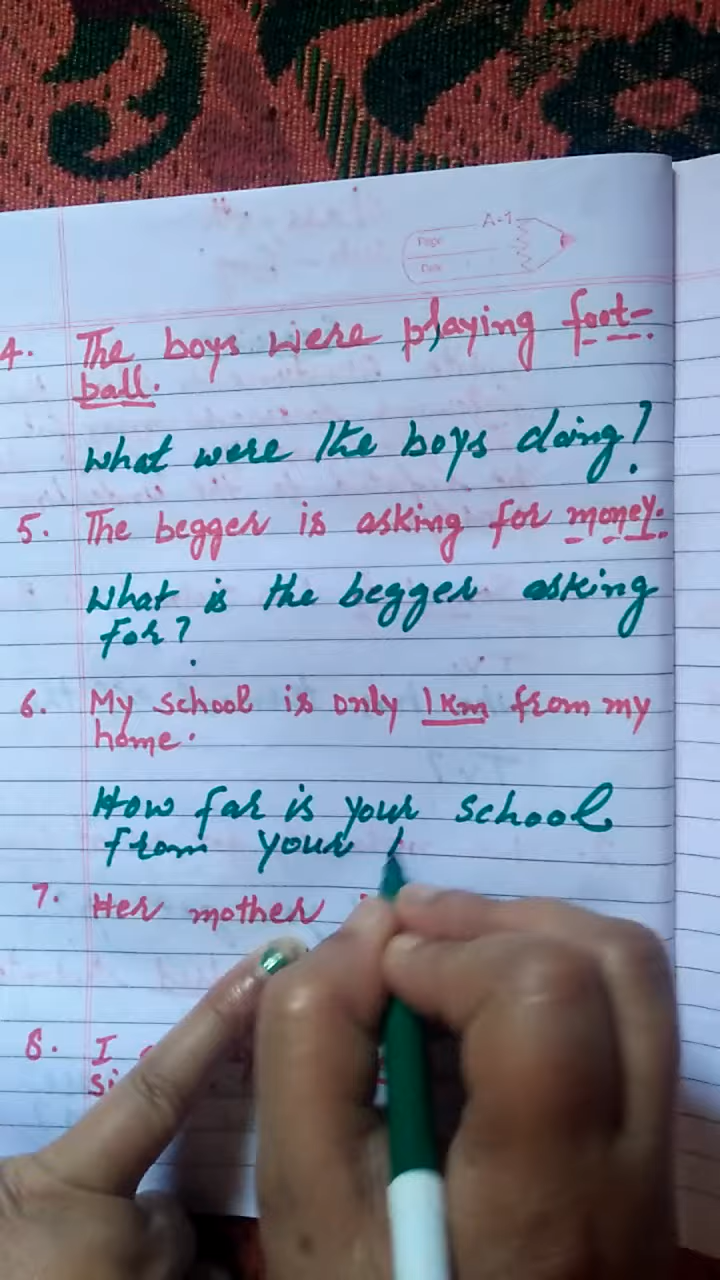 A-1
Page
Date
4. The boys were playing foot-
ball.
What were the boys doing?
5. The begger is asking for money.
What is the begger asking
for?
6. My school is only 1 km from my
home.
How far is your school
from your
7. Her mother
8. I